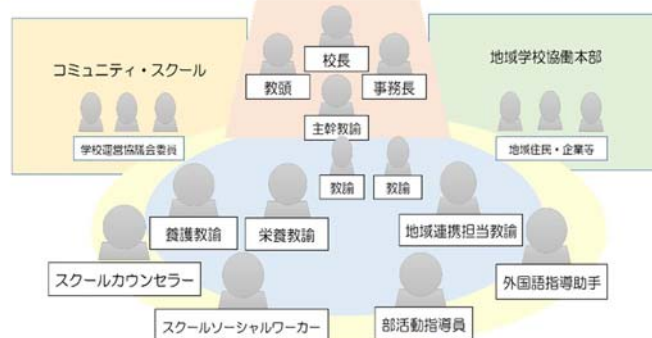 コミュニティ・スクール
学校運営協議会委員
校長
教頭
事務長
主幹教諭
地域学校協働本部
地域住民・企業等
教諭
教諭
養護教諭
栄養教諭
地域連携担当教諭
スクールカウンセラー
外国語指導助手
スクールソーシャルワーカー
部活動指導員